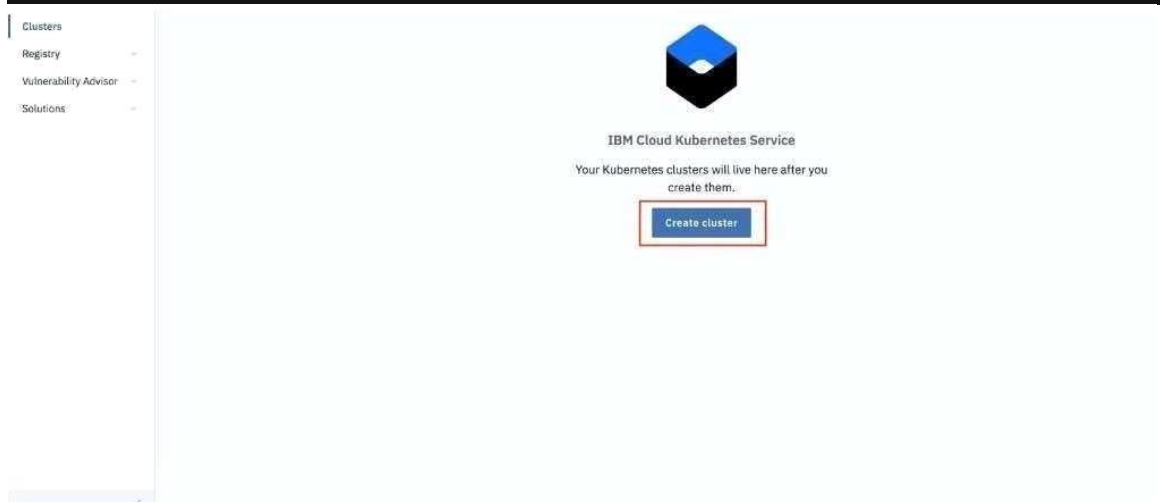 Clusters
Registry
Vulnerability Advisor
Solutions
IBM Cloud Kubernetes Service
Your Kubernetes clusters will live here after you
create them.
Create cluster